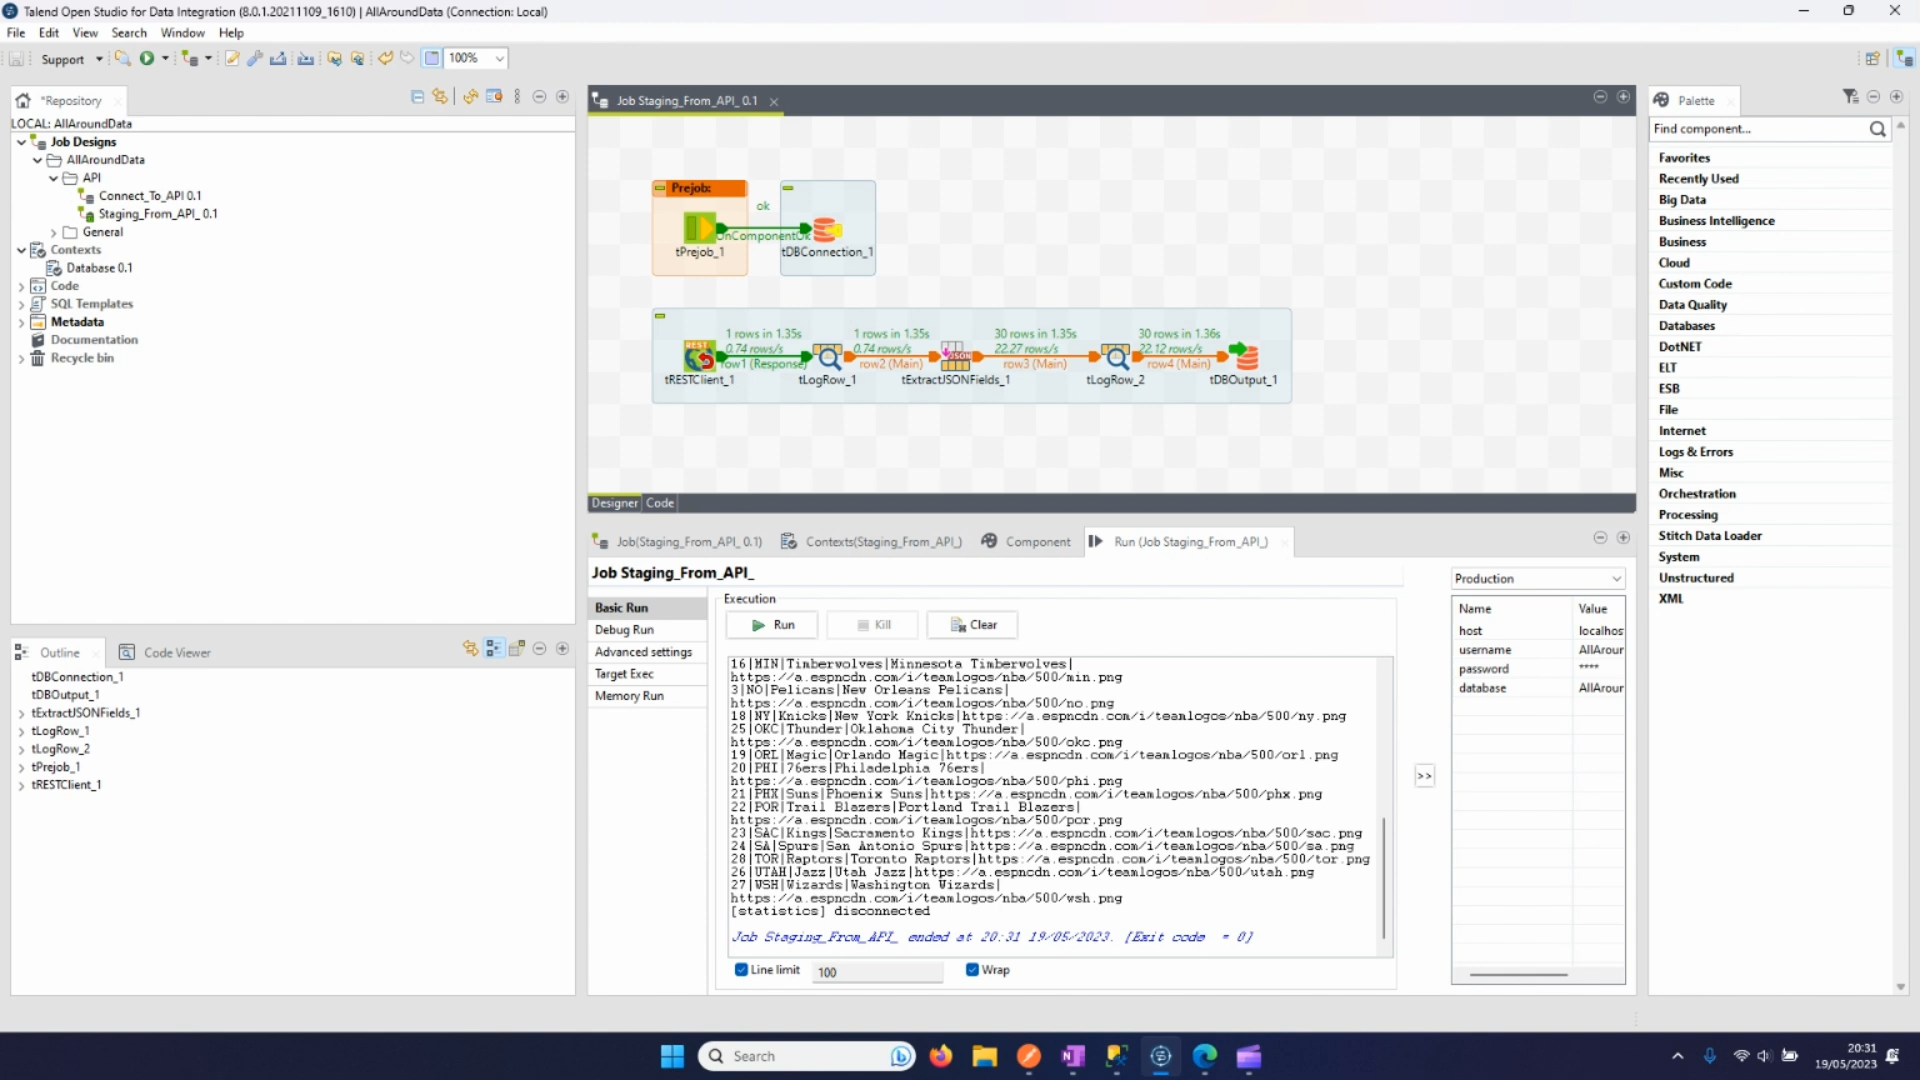 Talend Open Studio for Data Integration (8.0.1.20211109_1610) | AllAroundData (Connection: Local)
File Edit View Search Window Help
Support 100%
*Repository
LOCAL: AllAroundData
Job Designs
AllAroundData
API
Connect_To_API 0.1
Staging_From_API_ 0.1
General
Contexts
Database 0.1
Code
SQL Templates
Metadata
Documentation
Recycle bin
Outline Code Viewer
tDBConnection_1
tDBOutput_1
tExtractJSONFields_1
tLogRow_1
tLogRow_2
tPrejob_1
tRESTClient_1
Job Staging_From_API_ 0.1
Prejob:
ok
OnComponentOk
tPrejob_1 tDBConnection_1
1 rows in 1.35s 1 rows in 1.35s 30 rows in 1.35s 30 rows in 1.36s
0.74 rows/s 0.74 rows/s 22.27 rows/s 22.12 rows/s
row1 (Response) row2 (Main) row3 (Main) row4 (Main)
REST JSON
tRESTClient_1 tLogRow_1 tExtractJSONFields_1 tLogRow_2 tDBOutput_1
Designer Code
Job(Staging_From_API_ 0.1) Contexts(Staging_From_API_) Component Run (Job Staging_From_API_)
Job Staging_From_API_
Basic Run
Debug Run
Advanced settings
Target Exec
Memory Run
Execution
Run Kill Clear
16|MIN|Timberwolves|Minnesota Timberwolves|
https://a.espncdn.com/i/teamlogos/nba/500/min.png
3|NO|Pelicans|New Orleans Pelicans|
https://a.espncdn.com/i/teamlogos/nba/500/no.png
18|NY|Knicks|New York Knicks|https://a.espncdn.com/i/teamlogos/nba/500/ny.png
25|OKC|Thunder|Oklahoma City Thunder|
https://a.espncdn.com/i/teamlogos/nba/500/okc.png
19|ORL|Magic|Orlando Magic|https://a.espncdn.com/i/teamlogos/nba/500/orl.png
20|PHI|76ers|Philadelphia 76ers|
https://a.espncdn.com/i/teamlogos/nba/500/phi.png
21|PHX|Suns|Phoenix Suns|https://a.espncdn.com/i/teamlogos/nba/500/phx.png
22|POR|Trail Blazers|Portland Trail Blazers|
https://a.espncdn.com/i/teamlogos/nba/500/por.png
23|SAC|Kings|Sacramento Kings|https://a.espncdn.com/i/teamlogos/nba/500/sac.png
24|SA|Spurs|San Antonio Spurs|https://a.espncdn.com/i/teamlogos/nba/500/sa.png
28|TOR|Raptors|Toronto Raptors|https://a.espncdn.com/i/teamlogos/nba/500/tor.png
26|UTAH|Jazz|Utah Jazz|https://a.espncdn.com/i/teamlogos/nba/500/utah.png
27|WSH|Wizards|Washington Wizards|
https://a.espncdn.com/i/teamlogos/nba/500/wsh.png
[statistics] disconnected
Job Staging_From_API_ ended at 20:31 19/05/2023. [Exit code = 0]
Line limit 100 Wrap
>>
Production
Name Value
host localhos
username AllArour
password ****
database AllArour
Palette
Find component...
Favorites
Recently Used
Big Data
Business Intelligence
Business
Cloud
Custom Code
Data Quality
Databases
DotNET
ELT
ESB
File
Internet
Logs & Errors
Misc
Orchestration
Processing
Stitch Data Loader
System
Unstructured
XML
Search
20:31
19/05/2023